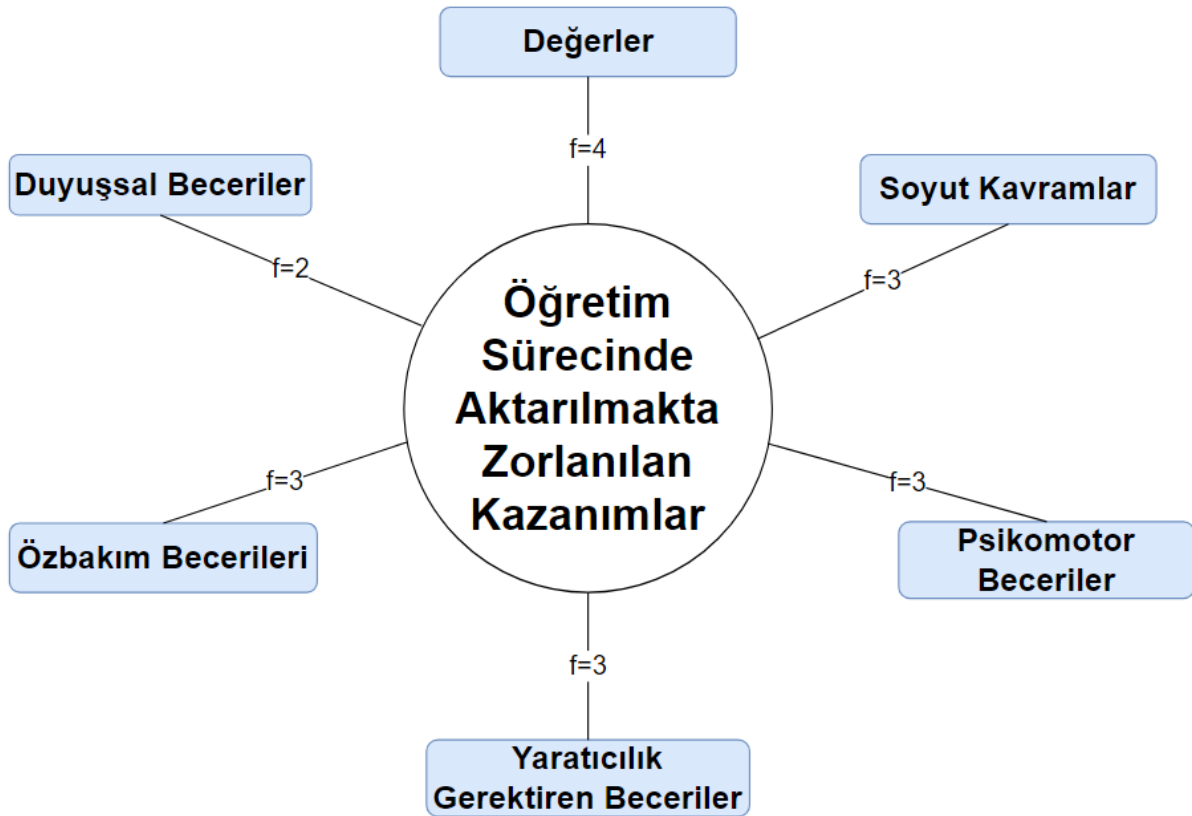 Değerler
f=4
Duyuşsal Beceriler
f=2
Soyut Kavramlar
f=3
Öğretim
Sürecinde
Aktarılmakta
Zorlanılan
Kazanımlar
f=3
Özbakım Becerileri
f=3
Psikomotor
Beceriler
f=3
Yaratıcılık
Gerektiren Beceriler